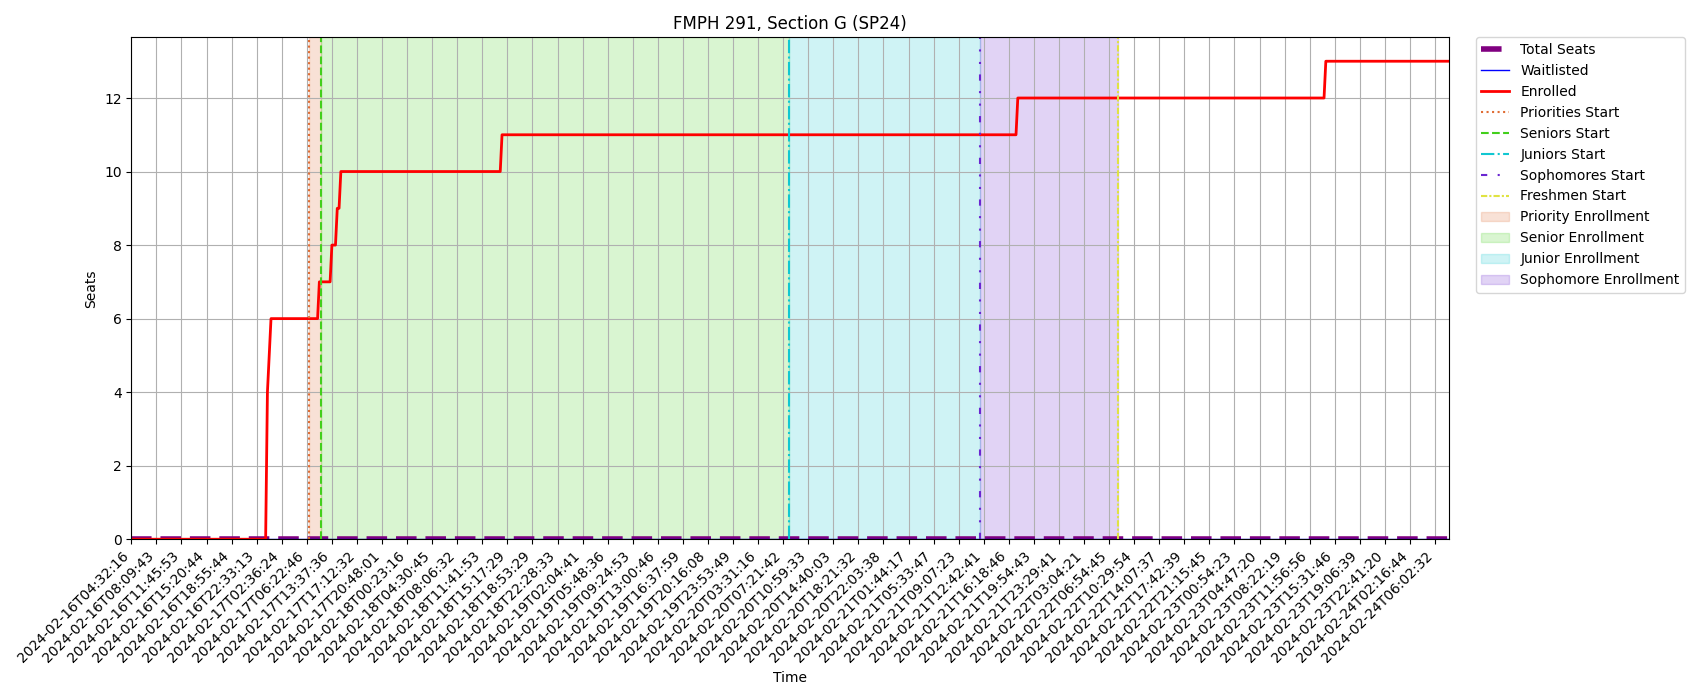 FMPH 291, Section G (SP24)
Seats
12
10
8
6
4
2
0
2024-02-16T04:32:16
2024-02-16T08:09:43
2024-02-16T11:45:53
2024-02-16T15:20:44
2024-02-16T18:55:44
2024-02-16T22:33:13
2024-02-17T02:36:24
2024-02-17T06:22:46
2024-02-17T13:37:36
2024-02-17T17:12:32
2024-02-17T20:48:01
2024-02-18T00:23:16
2024-02-18T04:30:45
2024-02-18T08:06:32
2024-02-18T11:41:53
2024-02-18T15:17:29
2024-02-18T18:53:29
2024-02-18T22:28:33
2024-02-19T02:04:41
2024-02-19T05:48:36
2024-02-19T09:24:53
2024-02-19T13:00:46
2024-02-19T16:37:59
2024-02-19T20:16:08
2024-02-19T23:53:49
2024-02-20T03:31:16
2024-02-20T07:21:42
2024-02-20T10:59:33
2024-02-20T14:40:03
2024-02-20T18:21:32
2024-02-20T22:03:38
2024-02-21T01:44:17
2024-02-21T05:33:47
2024-02-21T09:07:23
2024-02-21T12:42:41
2024-02-21T16:18:46
2024-02-21T19:54:43
2024-02-21T23:29:41
2024-02-22T03:04:21
2024-02-22T06:54:45
2024-02-22T10:29:54
2024-02-22T14:07:37
2024-02-22T17:42:39
2024-02-22T21:15:45
2024-02-23T00:54:23
2024-02-23T04:47:20
2024-02-23T08:22:19
2024-02-23T11:56:56
2024-02-23T15:31:46
2024-02-23T19:06:39
2024-02-23T22:41:20
2024-02-24T02:16:44
2024-02-24T06:02:32
Time
Total Seats
Waitlisted
Enrolled
Priorities Start
Seniors Start
Juniors Start
Sophomores Start
Freshmen Start
Priority Enrollment
Senior Enrollment
Junior Enrollment
Sophomore Enrollment